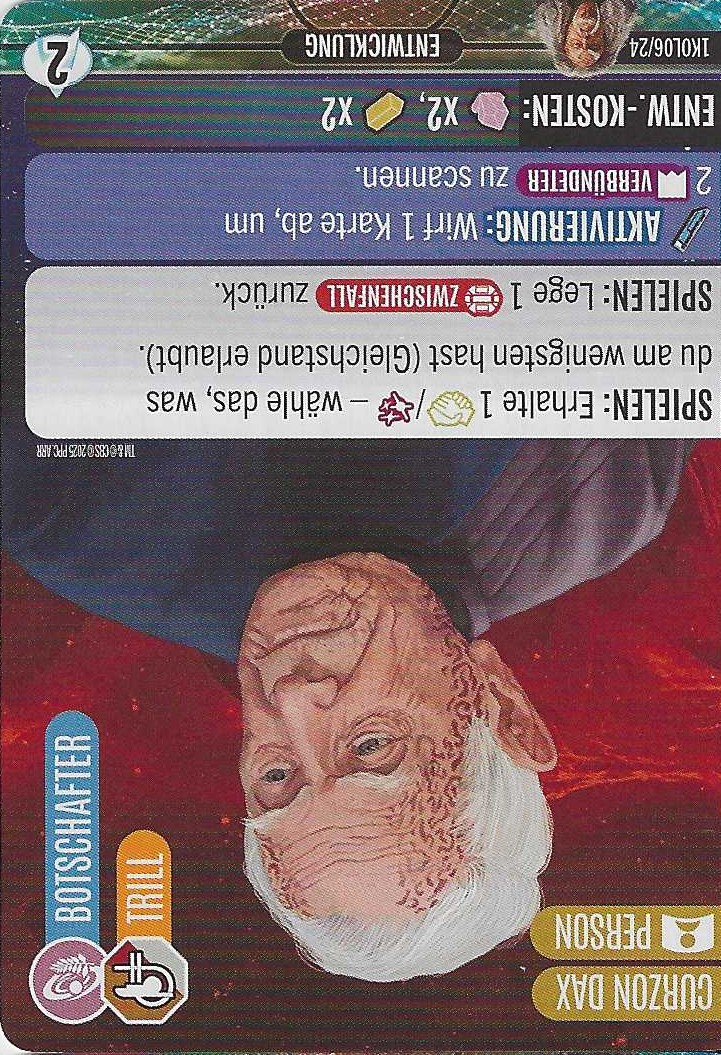 CURZON DAX
PERSON
TRILL
BOTSCHAFTER
TM & © CBS © 2025 PPC. ARR
SPIELEN: Erhalte 1 / – wähle das, was
du am wenigsten hast (Gleichstand erlaubt).
SPIELEN: Lege 1 ZWISCHENFALL zurück.
AKTIVIERUNG: Wirf 1 Karte ab, um
2 VERBÜNDETER zu scannen.
ENTW.-KOSTEN: X2, X2
1KOL06/24
ENTWICKLUNG
2